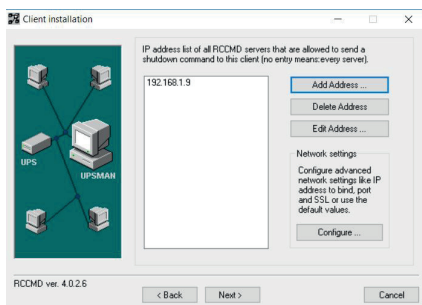 Client installation
IP address list of all RCCMD servers that are allowed to send a
shutdown command to this client (no entry means:every server).
192.168.1.9
Add Address ...
Delete Address
Edit Address ...
UPS
UPSMAN
Network settings
Configure advanced
network settings like IP
address to bind, port
and SSL or use the
default values.
Configure ...
RCCMD ver. 4.0.2.6
< Back
Next >
Cancel